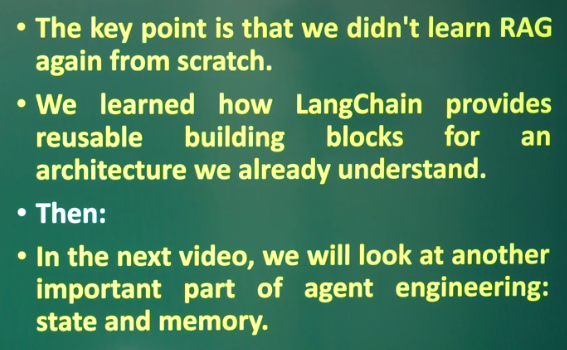 • The key point is that we didn't learn RAG
again from scratch.
• We learned how LangChain provides
reusable building blocks for an
architecture we already understand.
• Then:
• In the next video, we will look at another
important part of agent engineering:
state and memory.